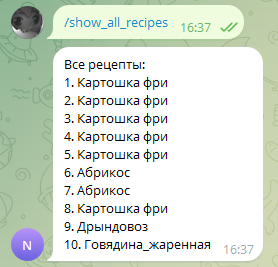 /show_all_recipes 16:37
Все рецепты:
1. Картошка фри
2. Картошка фри
3. Картошка фри
4. Картошка фри
5. Картошка фри
6. Абрикос
7. Абрикос
8. Картошка фри
9. Дрындовоз
10. Говядина_жаренная 16:37
N